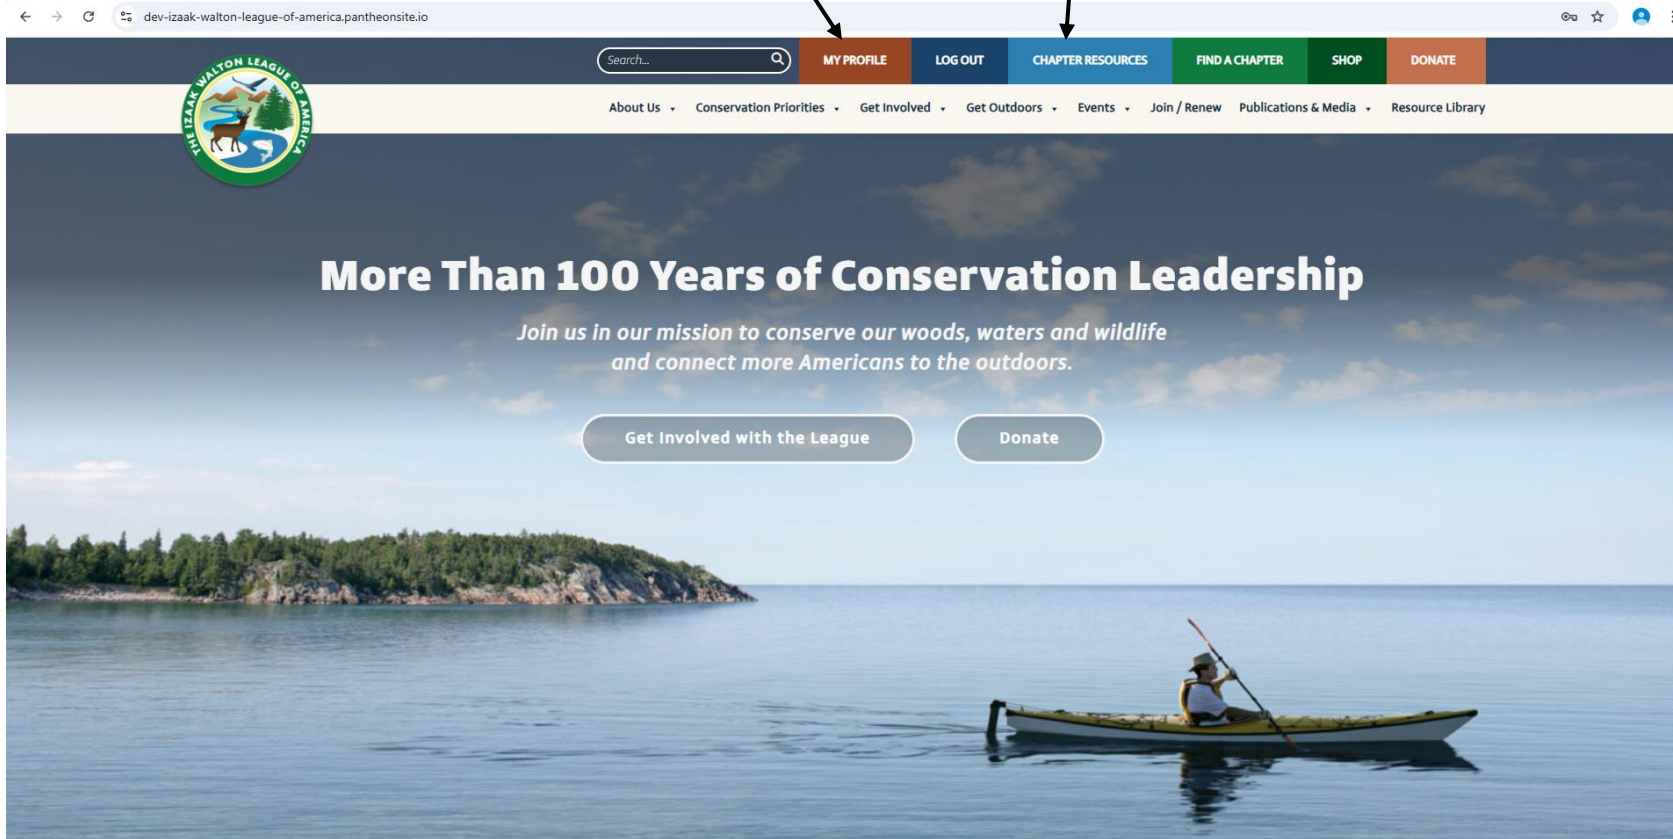 dev-izaak-walton-league-of-america.pantheonsite.io
Search...
MY PROFILE
LOG OUT
CHAPTER RESOURCES
FIND A CHAPTER
SHOP
DONATE
THE IZAAK WALTON LEAGUE OF AMERICA
About Us
Conservation Priorities
Get Involved
Get Outdoors
Events
Join / Renew
Publications & Media
Resource Library
More Than 100 Years of Conservation Leadership
Join us in our mission to conserve our woods, waters and wildlife
and connect more Americans to the outdoors.
Get Involved with the League
Donate